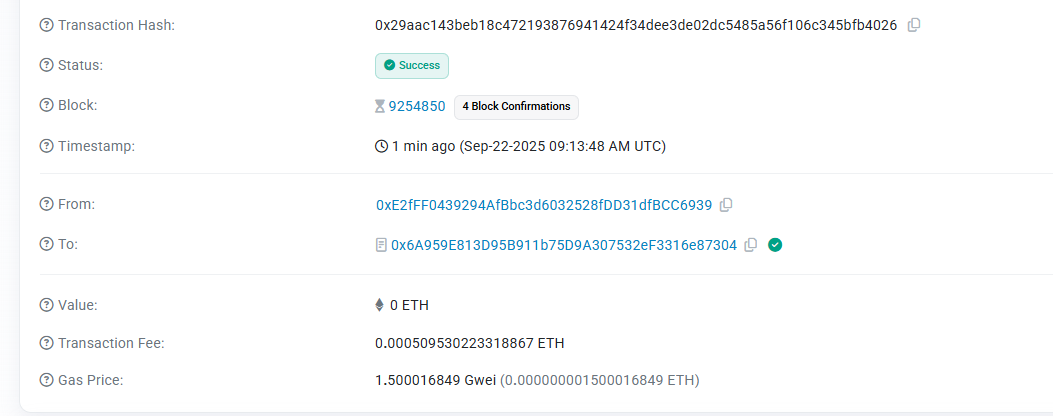 Transaction Hash: 0x29aac143beb18c472193876941424f34dee3de02dc5485a56f106c345bfb4026
Status: Success
Block: 9254850 4 Block Confirmations
Timestamp: 1 min ago (Sep-22-2025 09:13:48 AM UTC)
From: 0xE2fFF0439294AfBbc3d6032528fDD31dfBCC6939
To: 0x6A959E813D95B911b75D9A307532eF3316e87304
Value: 0 ETH
Transaction Fee: 0.000509530223318867 ETH
Gas Price: 1.500016849 Gwei (0.000000001500016849 ETH)